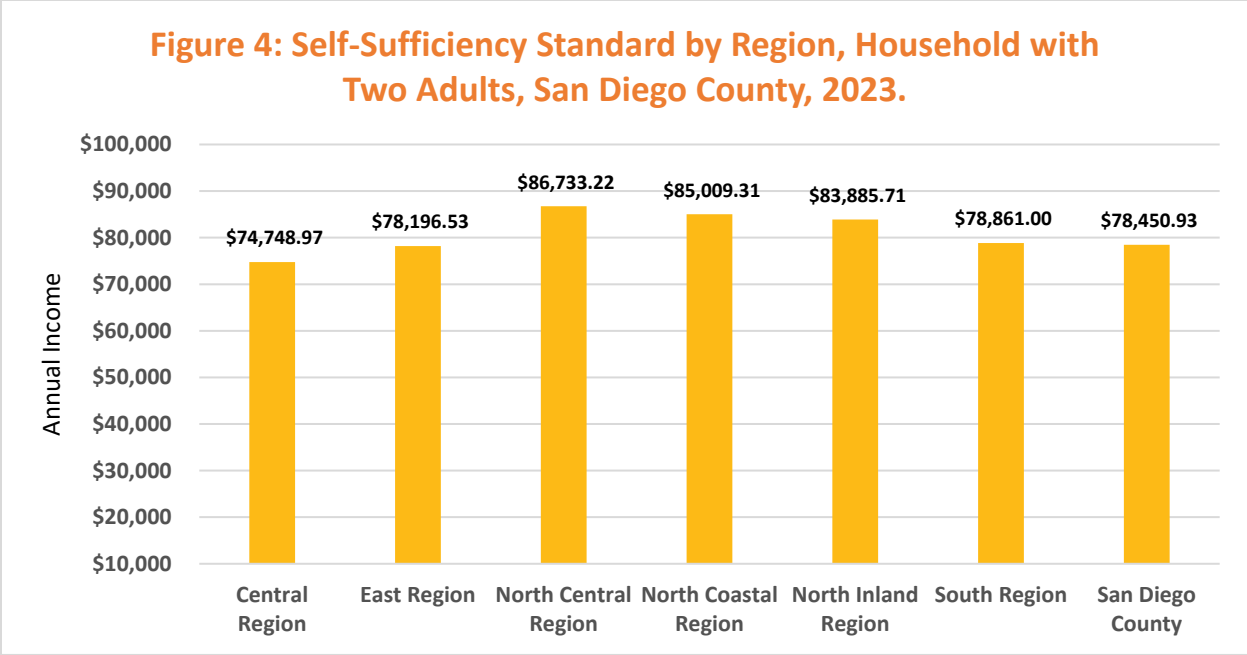 Figure 4: Self-Sufficiency Standard by Region, Household with
Two Adults, San Diego County, 2023.
$100,000
$90,000
$80,000
$70,000
$60,000
$50,000
$40,000
$30,000
$20,000
$10,000
Annual Income
$74,748.97
$78,196.53
$86,733.22
$85,009.31
$83,885.71
$78,861.00
$78,450.93
Central
Region
East Region
North Central
Region
North Coastal
Region
North Inland
Region
South Region
San Diego
County